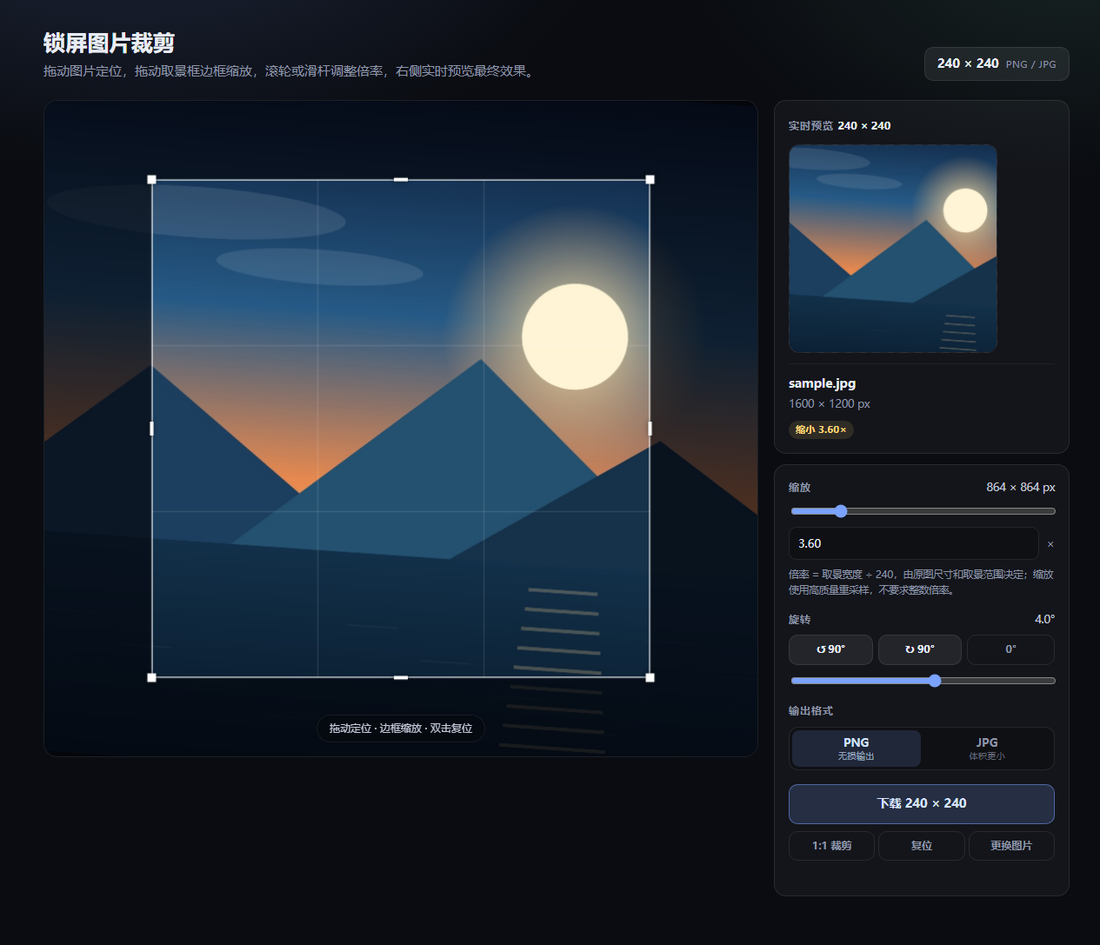 锁屏图片裁剪
拖动图片定位，拖动取景框边框缩放，滚轮或滑杆调整倍率，右侧实时预览最终效果。
240 × 240 PNG / JPG
拖动定位 · 边框缩放 · 双击复位
实时预览 240 × 240
sample.jpg
1600 × 1200 px
缩小 3.60×
缩放 864 × 864 px
3.60 ×
倍率 = 取景宽度 ÷ 240，由原图尺寸和取景范围决定；缩放
使用高质量重采样，不要求整数倍率。
旋转 4.0°
↺ 90° ↻ 90° 0°
输出格式
PNG JPG
无损输出 体积更小
下载 240 × 240
1:1 裁剪 复位 更换图片